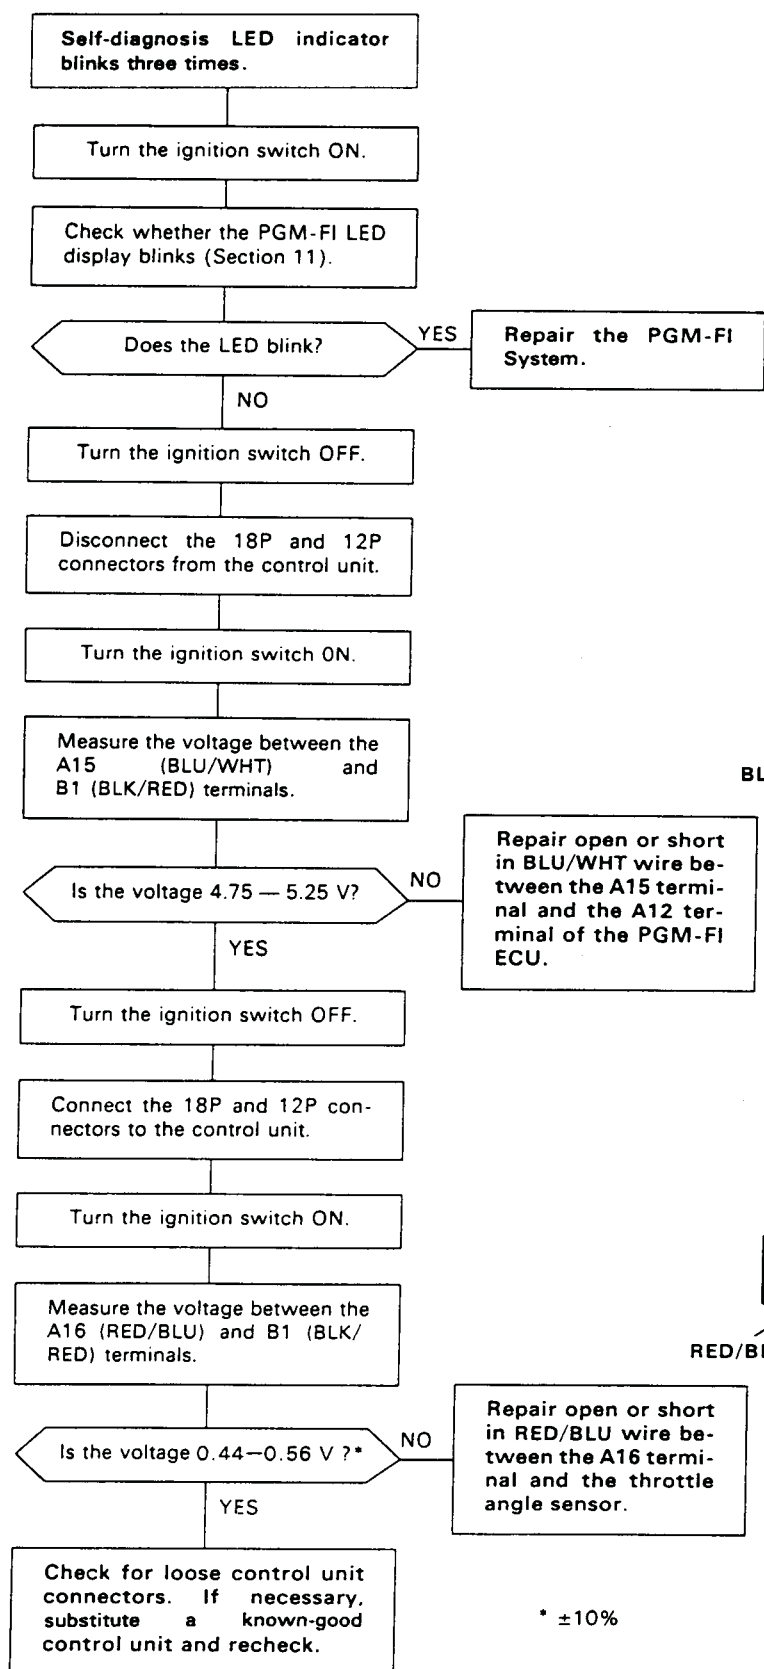 Self-diagnosis LED indicator
blinks three times.
Turn the ignition switch ON.
Check whether the PGM-FI LED
display blinks (Section 11).
Does the LED blink?
YES
Repair the PGM-FI
System.
NO
Turn the ignition switch OFF.
Disconnect the 18P and 12P
connectors from the control unit.
Turn the ignition switch ON.
Measure the voltage between the
A15 (BLU/WHT) and
B1 (BLK/RED) terminals.
BL
Is the voltage 4.75 — 5.25 V?
NO
Repair open or short
in BLU/WHT wire be-
tween the A15 termi-
nal and the A12 ter-
minal of the PGM-FI
ECU.
YES
Turn the ignition switch OFF.
Connect the 18P and 12P con-
nectors to the control unit.
Turn the ignition switch ON.
Measure the voltage between the
A16 (RED/BLU) and B1 (BLK/
RED) terminals.
RED/BL
Is the voltage 0.44—0.56 V ?*
NO
Repair open or short
in RED/BLU wire be-
tween the A16 termi-
nal and the throttle
angle sensor.
YES
Check for loose control unit
connectors. If necessary,
substitute a known-good
control unit and recheck.
* ±10%